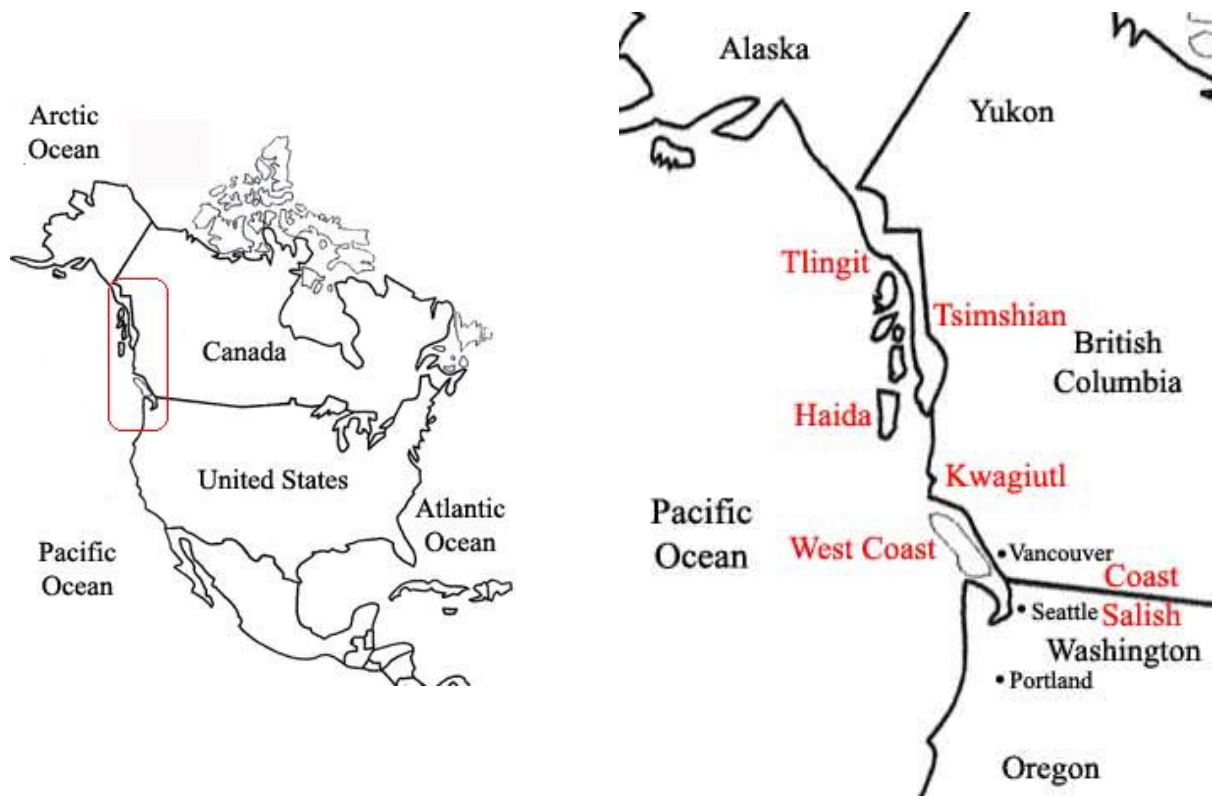 Arctic
Ocean
Canada
United States
Atlantic
Ocean
Pacific
Ocean
Alaska
Yukon
Tlingit
Tsimshian
British
Columbia
Haida
Kwagiutl
Pacific
Ocean
West Coast
Vancouver
Coast
Salish
Seattle
Washington
Portland
Oregon